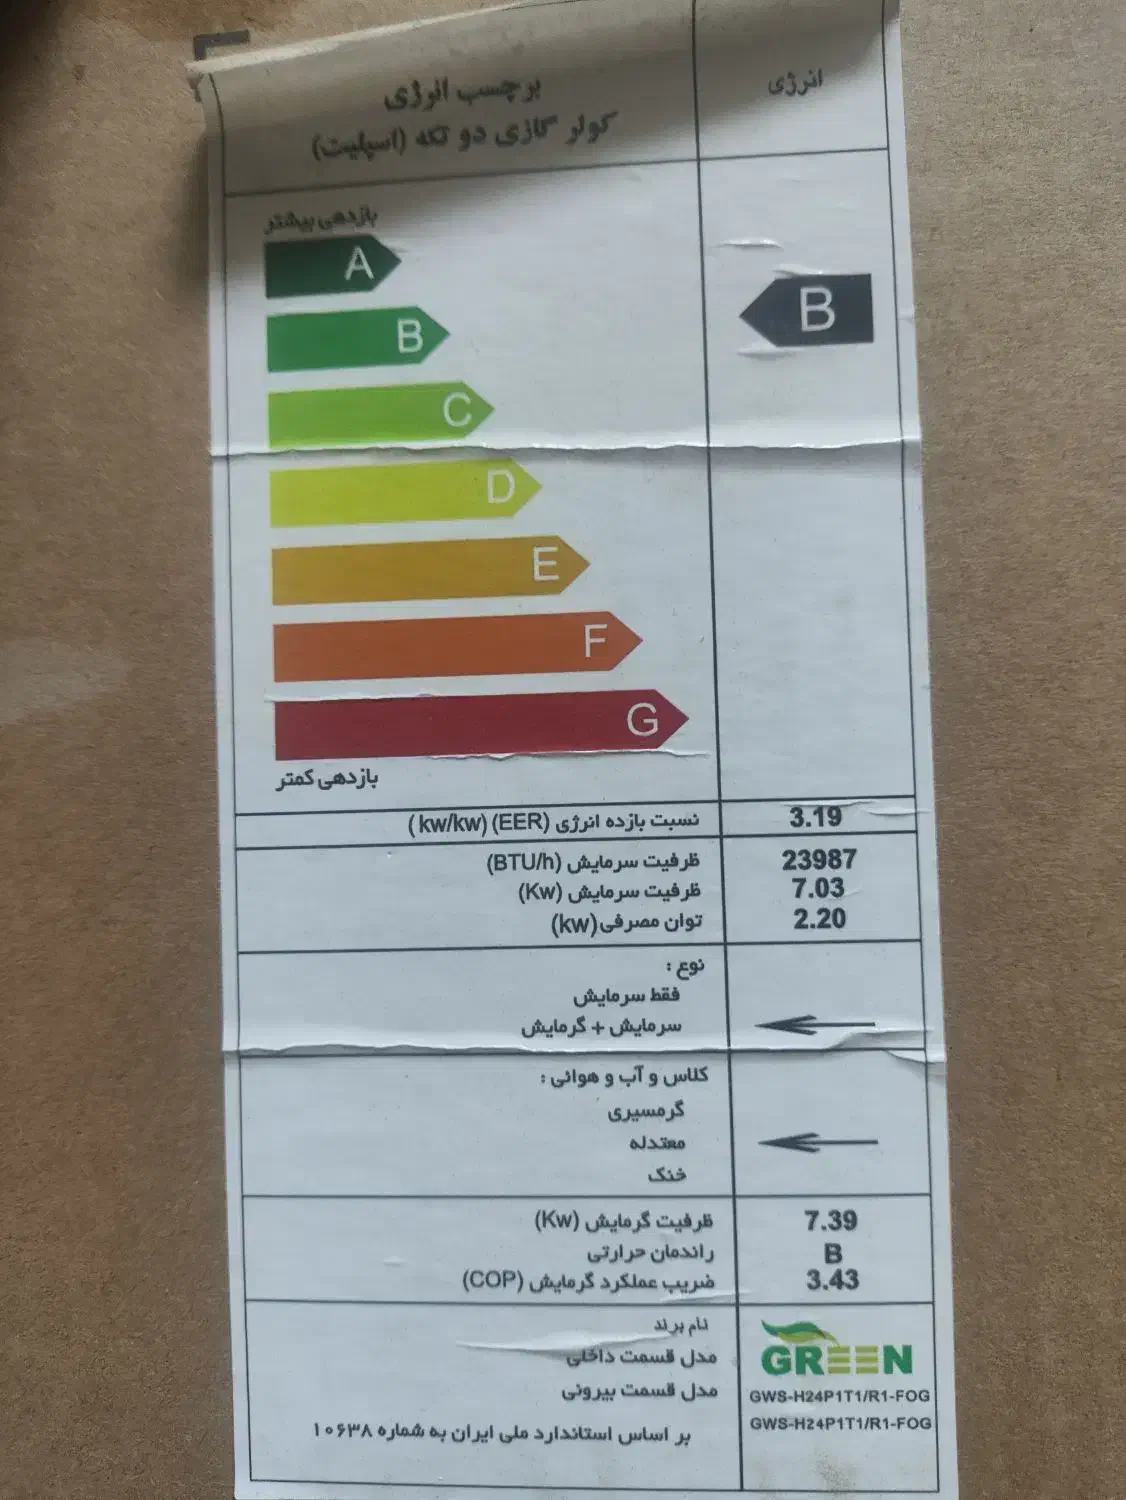 برچسب انرژی
کولر گازی دو تکه (اسپلیت)
انرژی
بازدهی بیشتر
A
B
B
C
D
E
F
G
بازدهی کمتر
نسبت بازده انرژی (EER) (kw/kw) 3.19
ظرفیت سرمایش (BTU/h) 23987
ظرفیت سرمایش (Kw) 7.03
توان مصرفی(kw) 2.20
نوع :
فقط سرمایش
سرمایش + گرمایش
کلاس و آب و هوائی :
گرمسیری
معتدله
خنک
ظرفیت گرمایش (Kw) 7.39
راندمان حرارتی B
ضریب عملکرد گرمایش (COP) 3.43
نام برند GREEN
مدل قسمت داخلی GWS-H24P1T1/R1-FOG
مدل قسمت بیرونی GWS-H24P1T1/R1-FOG
بر اساس استاندارد ملی ایران به شماره ۱۰۶۳۸